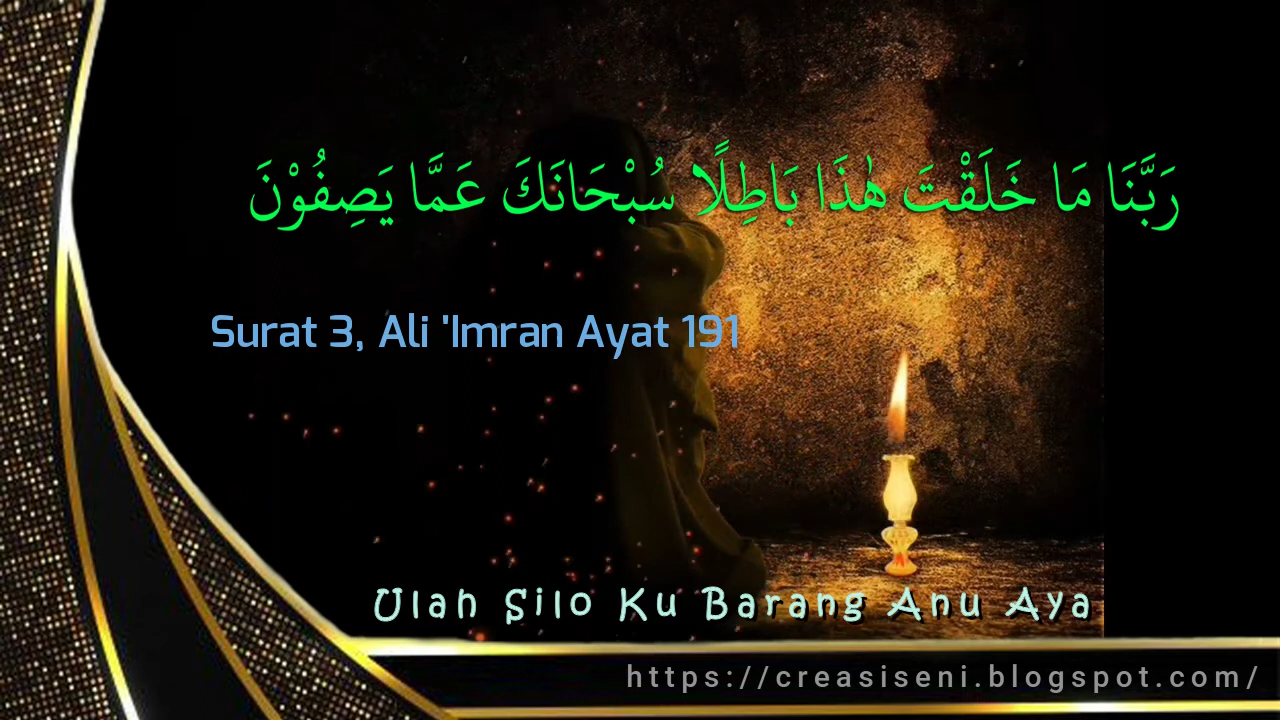 رَبَّنَا مَا خَلَقْتَ هٰذَا بَاطِلًا سُبْحَانَكَ عَمَّا يَصِفُوْنَ
Surat 3, Ali 'Imran Ayat 191
Ulah Silo Ku Barang Anu Aya
https://creasiseni.blogspot.com/